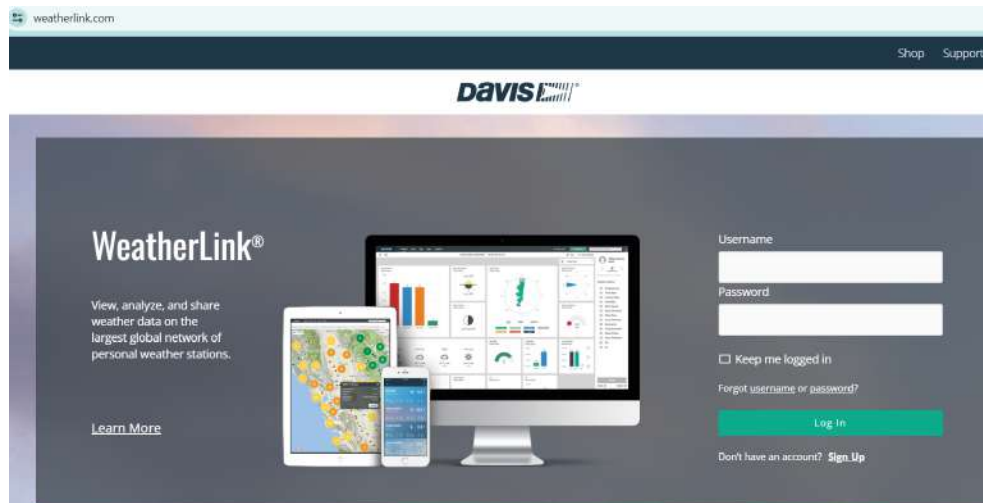 weatherlink.com
Shop Support
DAVIS®
WeatherLink®
View, analyze, and share
weather data on the
largest global network of
personal weather stations.
Learn More
Username
Password
Keep me logged in
Forgot username or password?
Log In
Don't have an account? Sign Up